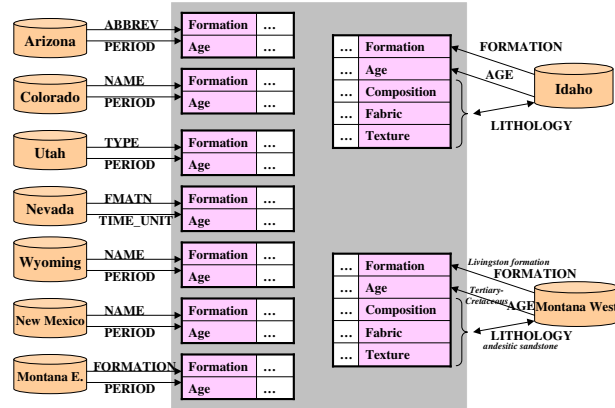 ABBREV
Arizona
PERIOD
Formation ...
Age ...
NAME
Colorado
PERIOD
Formation ...
Age ...
TYPE
Utah
PERIOD
Formation ...
Age ...
FMATN
Nevada
TIME_UNIT
Formation ...
Age ...
NAME
Wyoming
PERIOD
Formation ...
Age ...
NAME
New Mexico
PERIOD
Formation ...
Age ...
FORMATION
Montana E.
PERIOD
Formation ...
Age ...
... Formation
... Age
... Composition
... Fabric
... Texture
FORMATION
AGE
Idaho
LITHOLOGY
... Formation
... Age
... Composition
... Fabric
... Texture
Livingston formation
FORMATION
Tertiary-
Cretaceous
AGE
Montana West
LITHOLOGY
andesitic sandstone